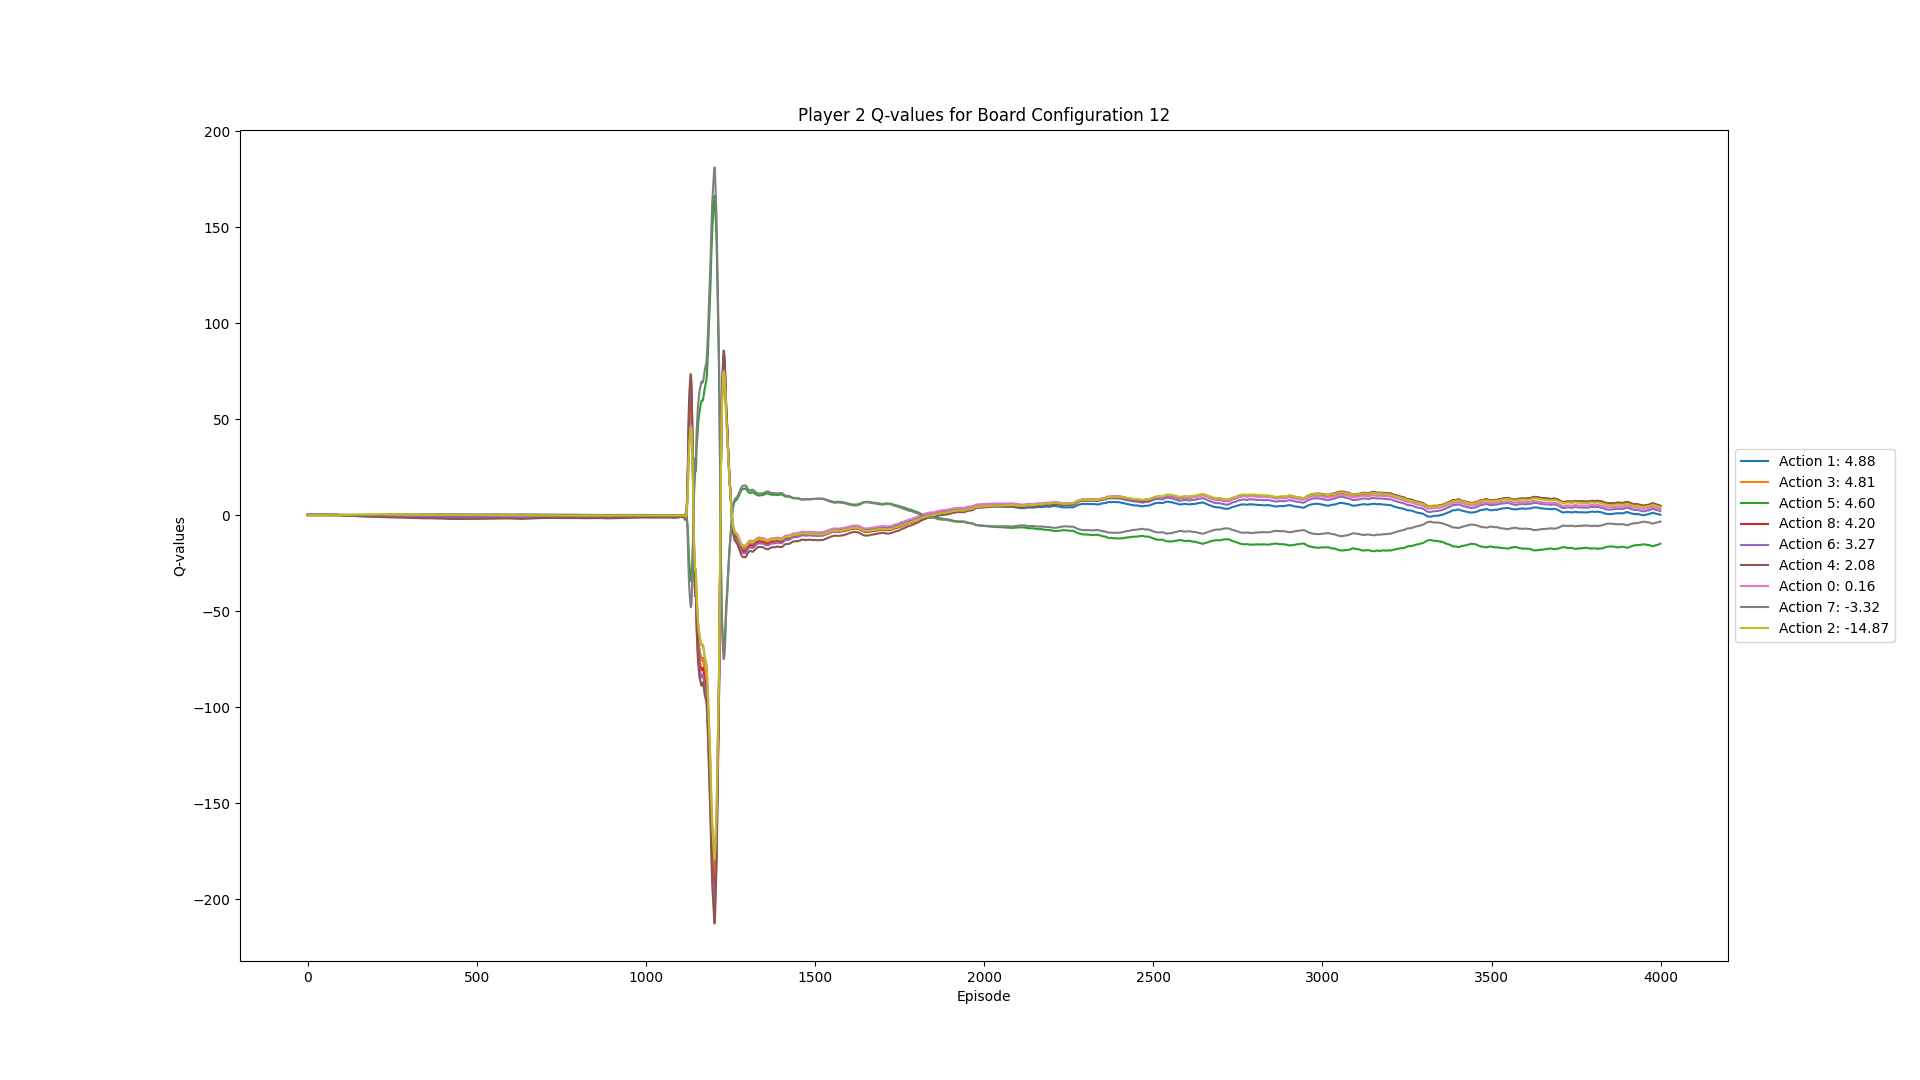 Player 2 Q-values for Board Configuration 12
200
150
100
50
0
−50
−100
−150
−200
Q-values
0
500
1000
1500
2000
2500
3000
3500
4000
Episode
Action 1: 4.88
Action 3: 4.81
Action 5: 4.60
Action 8: 4.20
Action 6: 3.27
Action 4: 2.08
Action 0: 0.16
Action 7: -3.32
Action 2: -14.87